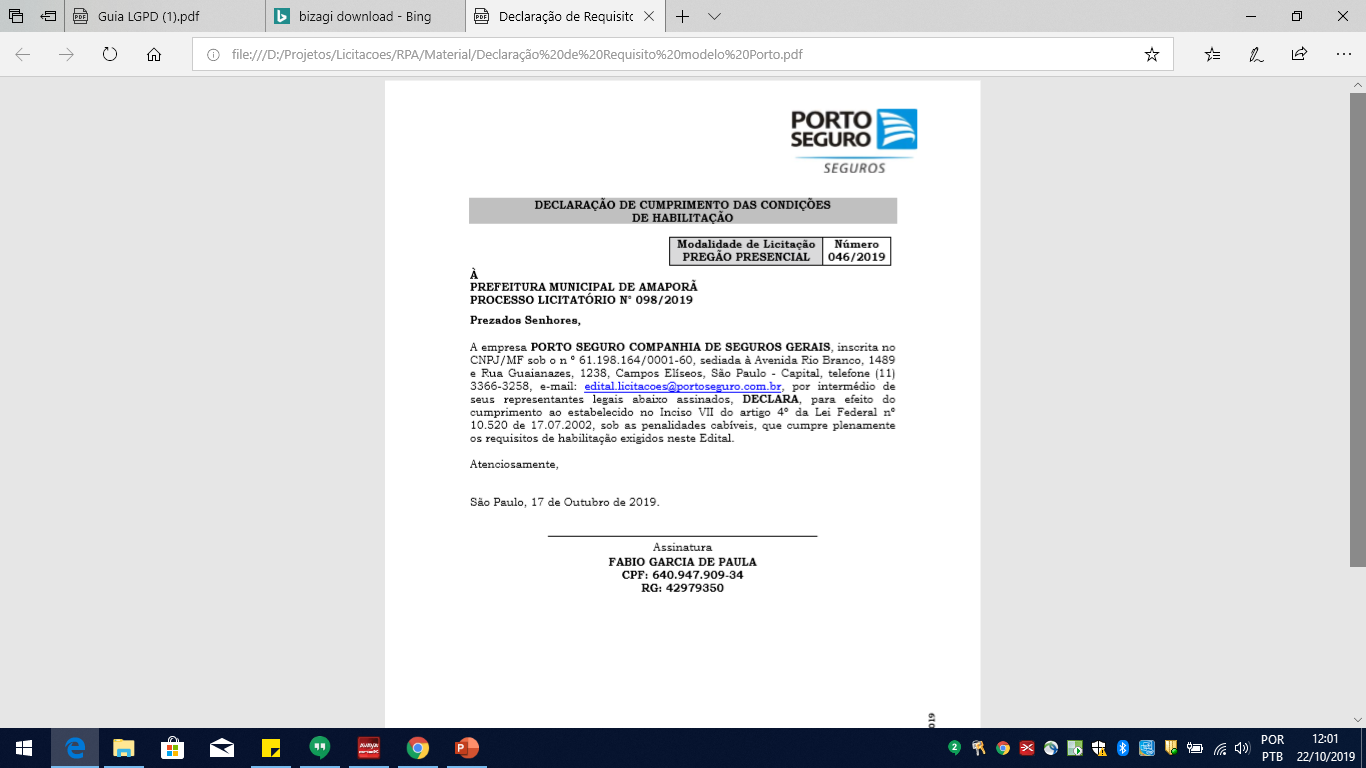 Guia LGPD (1).pdf
bizagi download - Bing
Declaração de Requisito
file:///D:/Projetos/Licitacoes/RPA/Material/Declaração%20de%20Requisito%20modelo%20Porto.pdf
PORTO
SEGURO
SEGUROS
DECLARAÇÃO DE CUMPRIMENTO DAS CONDIÇÕES
DE HABILITAÇÃO
Modalidade de Licitação Número
PREGÃO PRESENCIAL 046/2019
À
PREFEITURA MUNICIPAL DE AMAPORÃ
PROCESSO LICITATÓRIO N° 098/2019
Prezados Senhores,
A empresa PORTO SEGURO COMPANHIA DE SEGUROS GERAIS, inscrita no
CNPJ/MF sob o n º 61.198.164/0001-60, sediada à Avenida Rio Branco, 1489
e Rua Guaianazes, 1238, Campos Elíseos, São Paulo - Capital, telefone (11)
3366-3258, e-mail: edital.licitacoes@portoseguro.com.br, por intermédio de
seus representantes legais abaixo assinados, DECLARA, para efeito do
cumprimento ao estabelecido no Inciso VII do artigo 4º da Lei Federal nº
10.520 de 17.07.2002, sob as penalidades cabíveis, que cumpre plenamente
os requisitos de habilitação exigidos neste Edital.
Atenciosamente,
São Paulo, 17 de Outubro de 2019.
Assinatura
FABIO GARCIA DE PAULA
CPF: 640.947.909-34
RG: 42979350
019
AVAYA
2
POR
PTB
12:01
22/10/2019